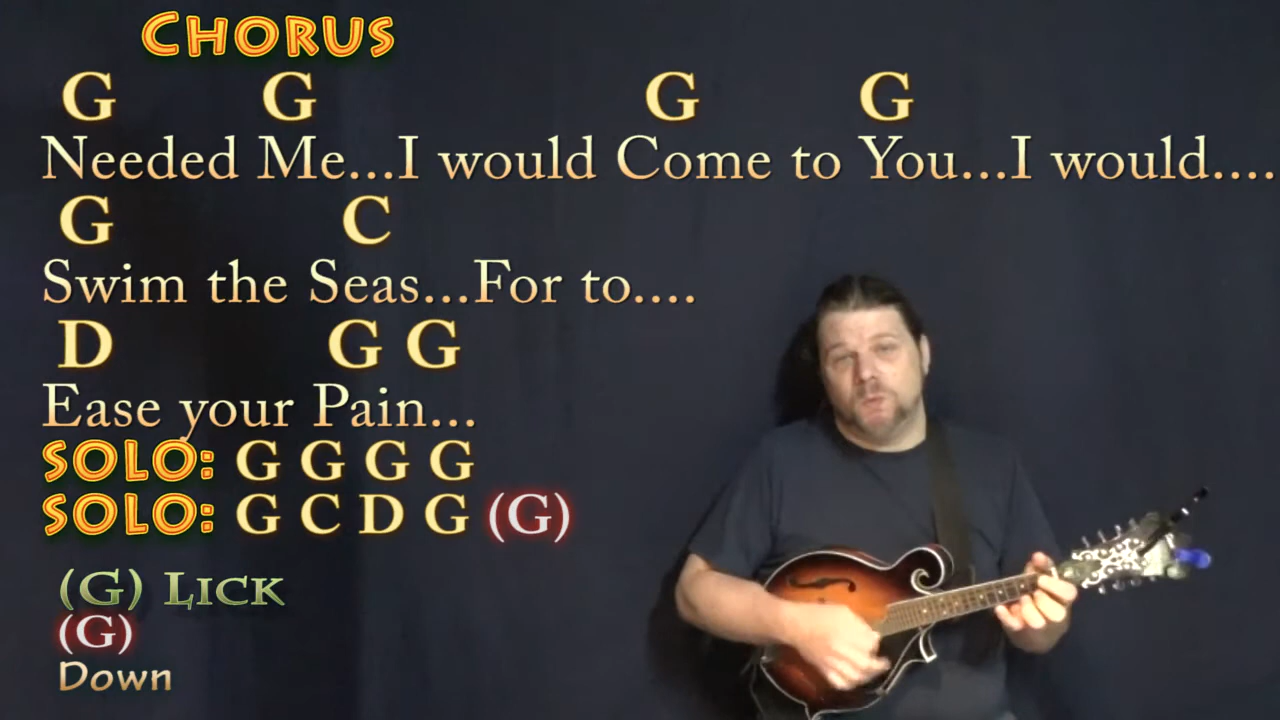 CHORUS
G G G G
Needed Me...I would Come to You...I would....
G C
Swim the Seas...For to....
D G G
Ease your Pain...
SOLO: G G G G
SOLO: G C D G (G)
(G) LICK
(G)
Down